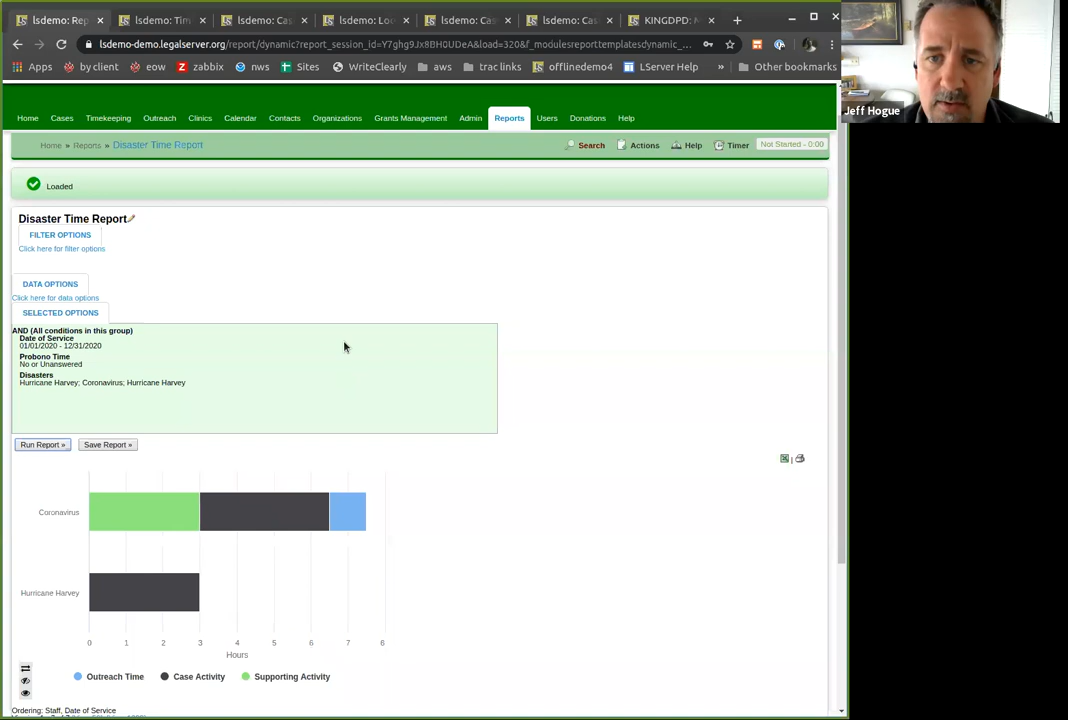 lsdemo: Rep
lsdemo: Tim
lsdemo: Cas
lsdemo: Loo
lsdemo: Cas
lsdemo: Cas
KINGDPD: M
lsdemo-demo.legalserver.org/report/dynamic?report_session_id=Y7ghg9Jx8BH0UDeA&load=320&f_modulesreporttemplatesdynamic_...
Apps
by client
eow
zabbix
nws
Sites
WriteClearly
aws
trac links
offlinedemo4
LServer Help
»
Other bookmarks
Jeff Hogue
Home
Cases
Timekeeping
Outreach
Clinics
Calendar
Contacts
Organizations
Grants Management
Admin
Reports
Users
Donations
Help
Home » Reports » Disaster Time Report
Search
Actions
Help
Timer
Not Started - 0:00
Loaded
Disaster Time Report
FILTER OPTIONS
Click here for filter options
DATA OPTIONS
Click here for data options
SELECTED OPTIONS
AND (All conditions in this group)
Date of Service
01/01/2020 - 12/31/2020
Probono Time
No or Unanswered
Disasters
Hurricane Harvey; Coronavirus; Hurricane Harvey
Run Report »
Save Report »
|
Coronavirus
Hurricane Harvey
0 1 2 3 4 5 6 7 8
Hours
Outreach Time
Case Activity
Supporting Activity
Ordering: Staff, Date of Service